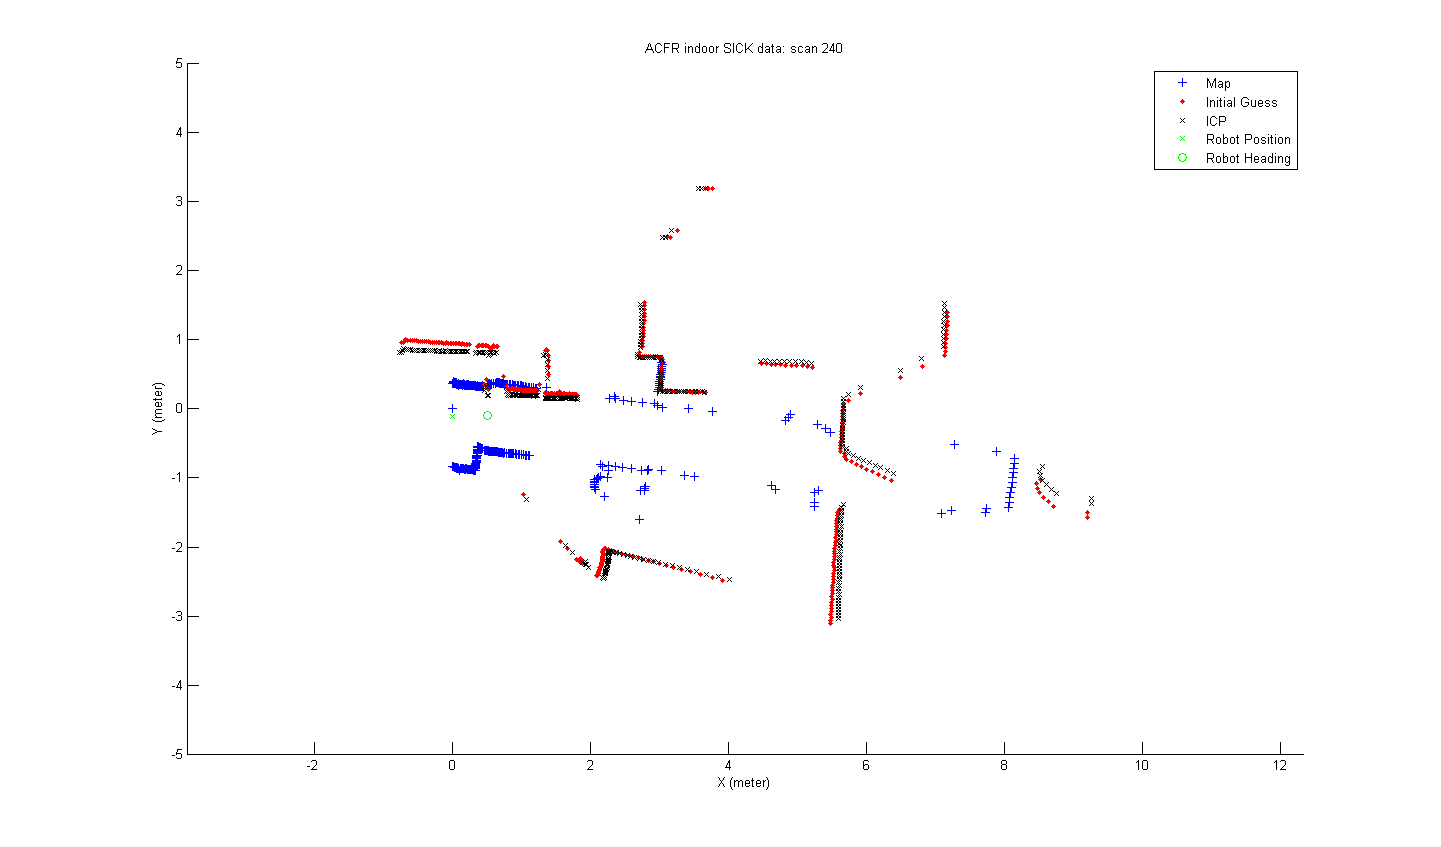 ACFR indoor SICK data: scan 240
Map
Initial Guess
ICP
Robot Position
Robot Heading
5
4
3
2
1
0
-1
-2
-3
-4
-5
Y (meter)
-2 0 2 4 6 8 10 12
X (meter)